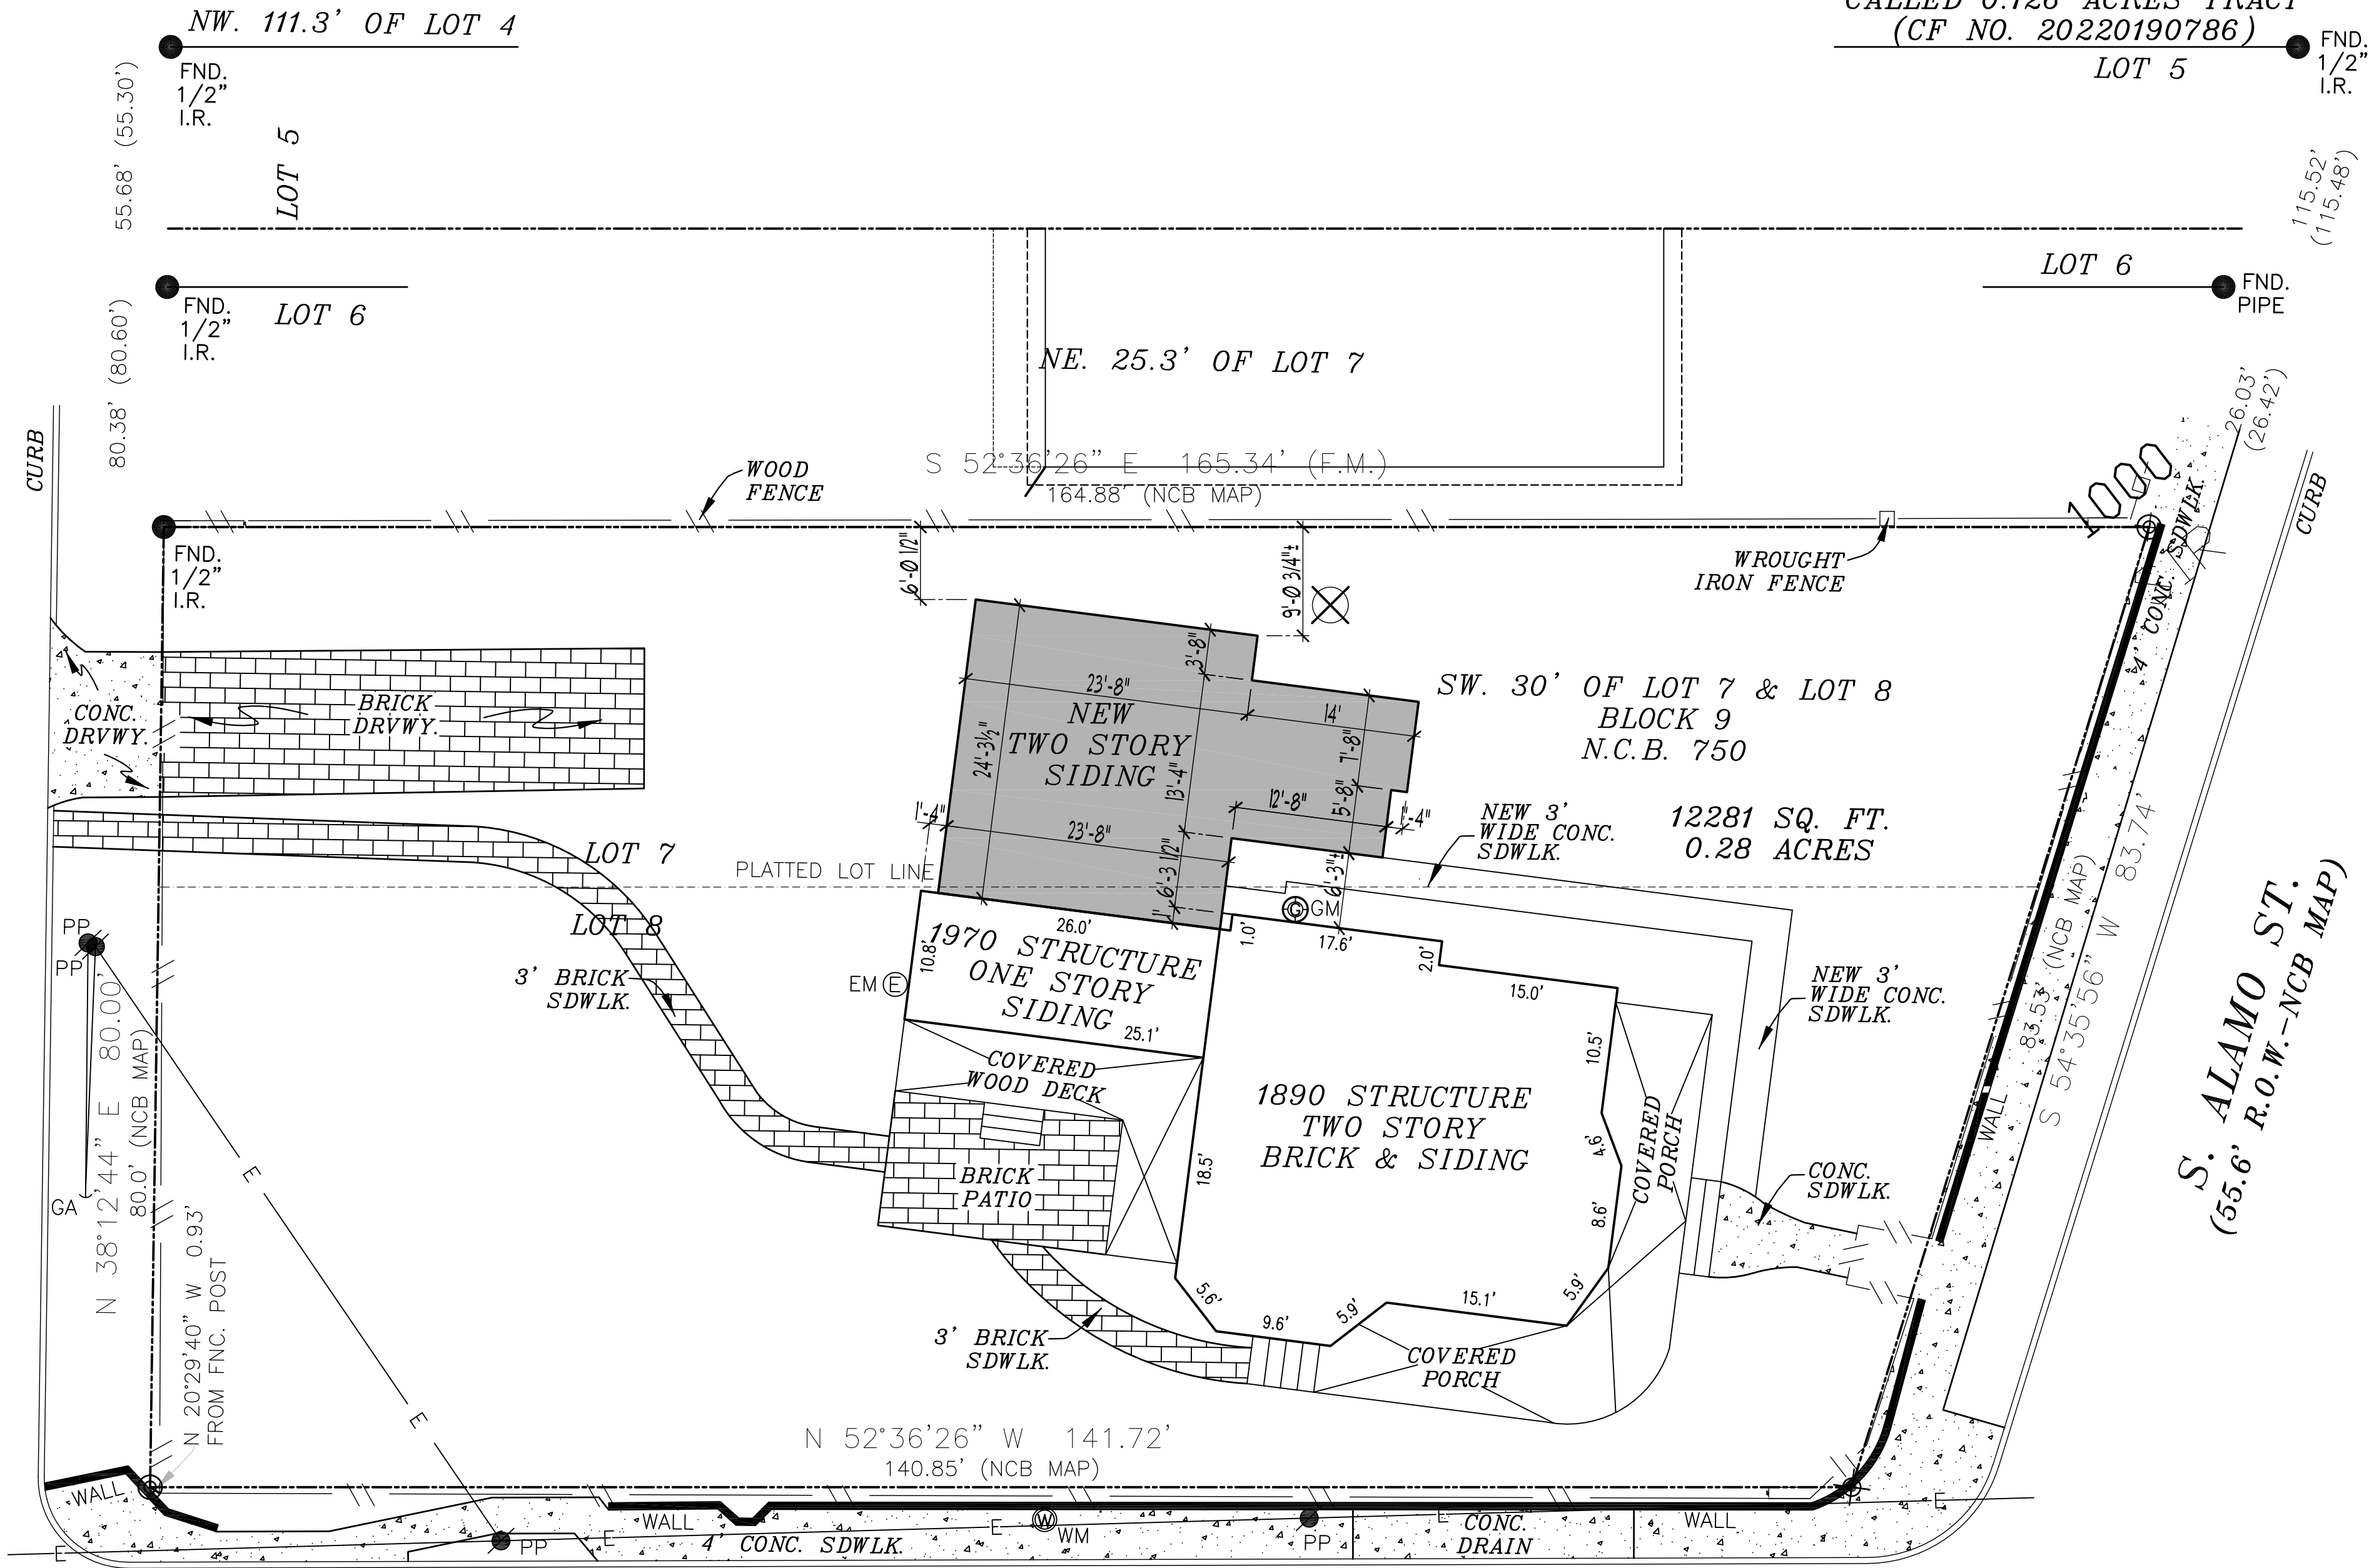 NW. 111.3' OF LOT 4
FND.
1/2"
I.R.
55.68' (55.30')
LOT 5
CALLED 0.726 ACRES TRACT
(CF NO. 20220190786)
LOT 5
FND.
1/2"
I.R.
115.52'
(115.48')
FND.
1/2"
I.R.
LOT 6
LOT 6
FND.
PIPE
80.38' (80.60')
CURB
NE. 25.3' OF LOT 7
S 52°36'26" E 165.34' (F.M.)
164.88' (NCB MAP)
WOOD
FENCE
26.03'
(26.42')
1000
CURB
FND.
1/2"
I.R.
6'-0 1/2"
9'-0 3/4"±
WROUGHT
IRON FENCE
4' CONC. SDWLK.
CONC.
DRVWY.
BRICK
DRVWY.
3'-8"
23'-8"
14'
NEW
TWO STORY
SIDING
24'-3½"
13'-4"
7'-8"
5'-8"
12'-8"
1'-4"
1'-4"
23'-8"
6'-3 1/2"
1"
6'-3"±
SW. 30' OF LOT 7 & LOT 8
BLOCK 9
N.C.B. 750
12281 SQ. FT.
0.28 ACRES
NEW 3'
WIDE CONC.
SDWLK.
LOT 7
PLATTED LOT LINE
LOT 8
PP
PP
3' BRICK
SDWLK.
EM E
26.0'
10.8'
1970 STRUCTURE
ONE STORY
SIDING
25.1'
G GM
1.0'
17.6'
2.0'
15.0'
NEW 3'
WIDE CONC.
SDWLK.
83.53' (NCB MAP)
S 54°35'56" W 83.74'
S. ALAMO ST.
(55.6' R.O.W.-NCB MAP)
COVERED
WOOD DECK
BRICK
PATIO
1890 STRUCTURE
TWO STORY
BRICK & SIDING
10.5'
4.6'
8.6'
18.5'
COVERED
PORCH
WALL
CONC.
SDWLK.
GA
N 38°12'44" E 80.00'
80.0' (NCB MAP)
N 20°29'40" W 0.93'
FROM FNC. POST
E
E
5.6'
9.6'
5.9'
15.1'
5.9'
3' BRICK
SDWLK.
COVERED
PORCH
N 52°36'26" W 141.72'
140.85' (NCB MAP)
WALL
WALL
W WM
WALL
E
PP
E
4' CONC. SDWLK.
E
PP
E
CONC.
DRAIN
E